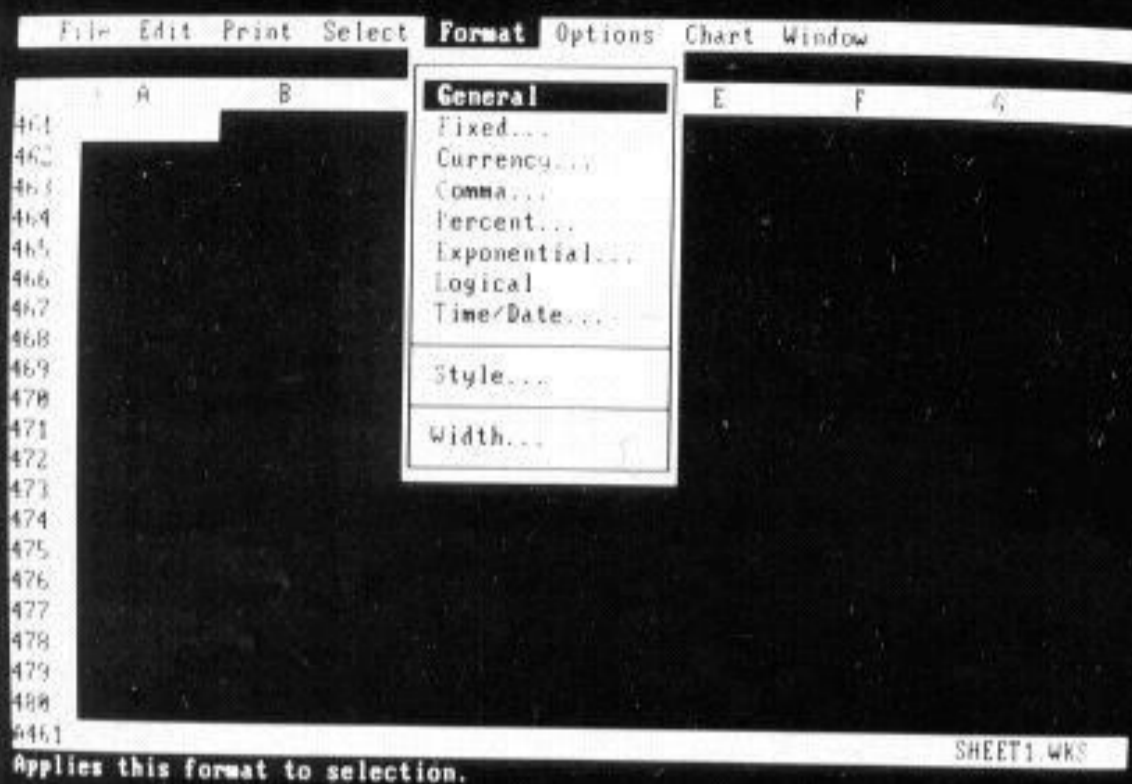 File Edit Print Select Format Options Chart Window
A B E F G
General
Fixed...
Currency...
Comma...
Percent...
Exponential...
Logical
Time/Date...
Style...
Width...
461
462
463
464
465
466
467
468
469
470
471
472
473
474
475
476
477
478
479
480
A461 SHEET1.WKS
Applies this format to selection.